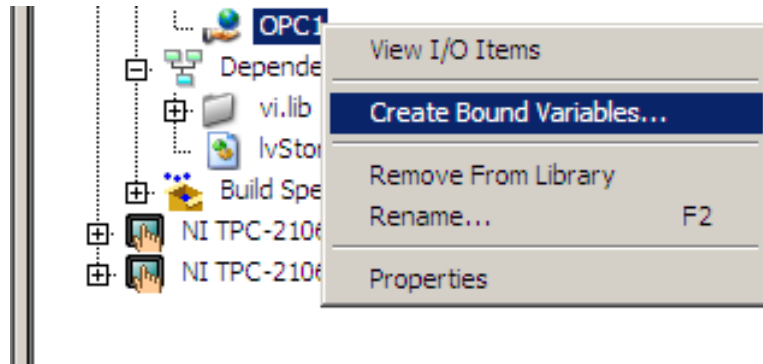 OPC1
View I/O Items
Depende
vi.lib
Create Bound Variables...
lvStor
Remove From Library
Build Spe
Rename... F2
NI TPC-2106
NI TPC-2106
Properties